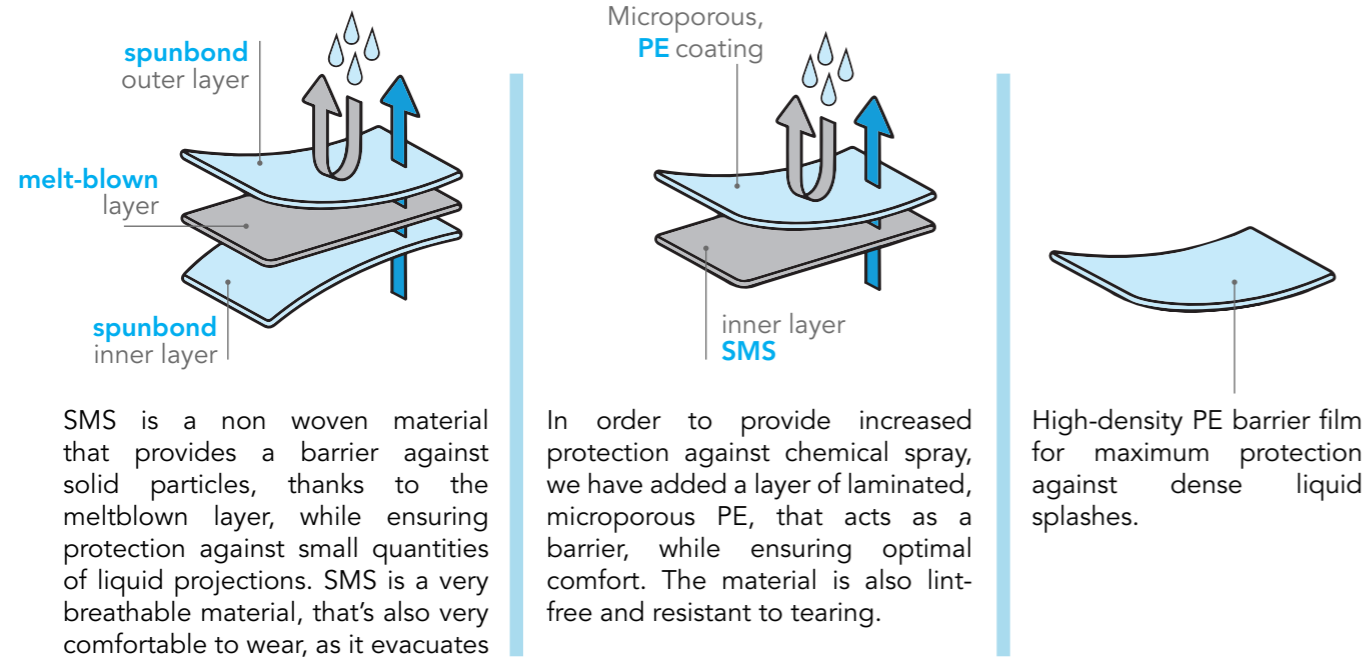 spunbond
outer layer
melt-blown
layer
spunbond
inner layer
SMS is a non woven material
that provides a barrier against
solid particles, thanks to the
meltblown layer, while ensuring
protection against small quantities
of liquid projections. SMS is a very
breathable material, that's also very
comfortable to wear, as it evacuates
Microporous,
PE coating
inner layer
SMS
In order to provide increased
protection against chemical spray,
we have added a layer of laminated,
microporous PE, that acts as a
barrier, while ensuring optimal
comfort. The material is also lint-
free and resistant to tearing.
High-density PE barrier film
for maximum protection
against dense liquid
splashes.